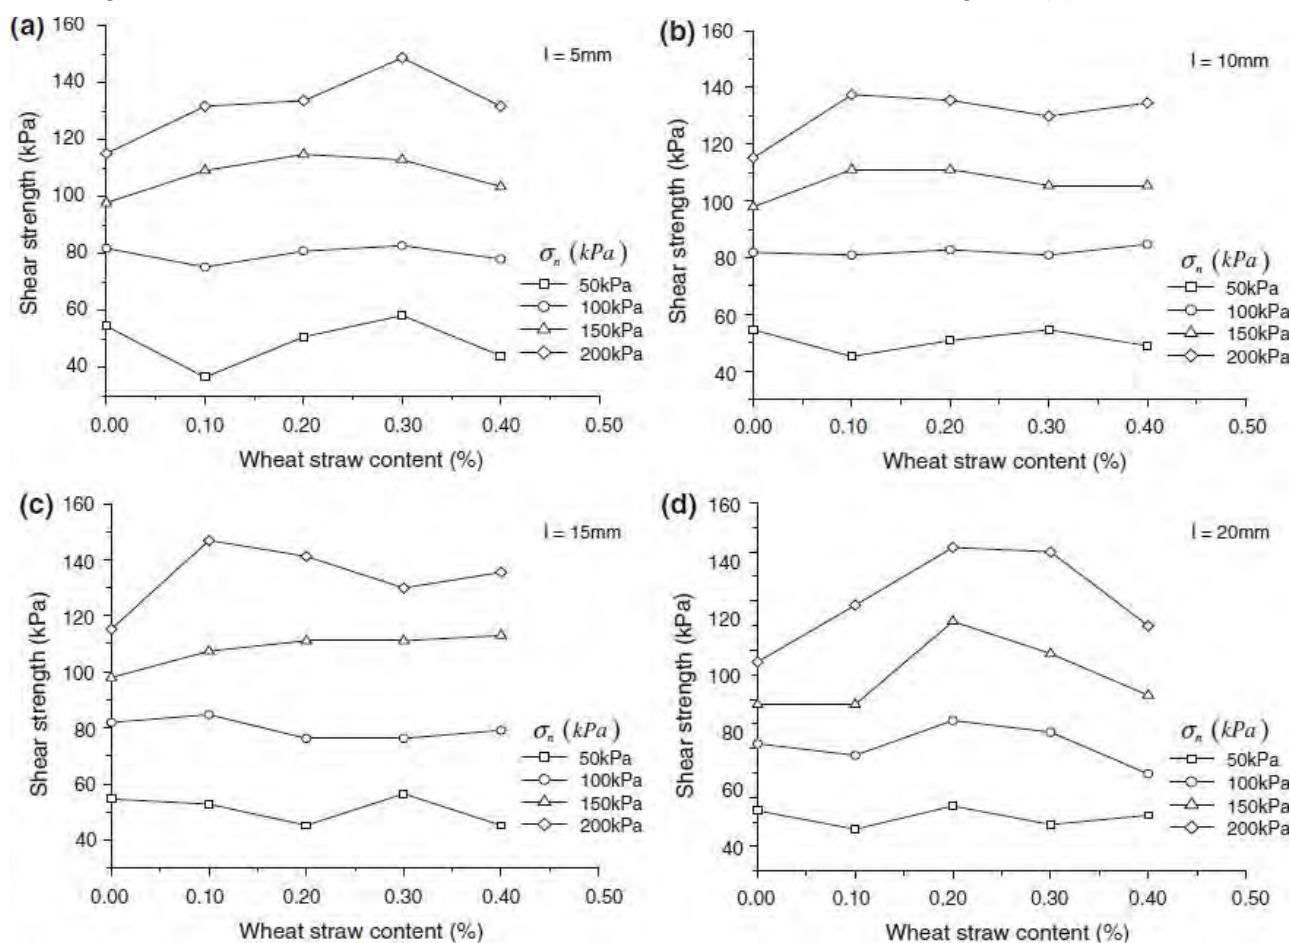 (a)
160
140
120
100
80
60
40
Shear strength (kPa)
l = 5mm
σn (kPa)
50kPa
100kPa
150kPa
200kPa
0.00 0.10 0.20 0.30 0.40 0.50
Wheat straw content (%)
(b)
160
140
120
100
80
60
40
Shear strength (kPa)
l = 10mm
σn (kPa)
50kPa
100kPa
150kPa
200kPa
0.00 0.10 0.20 0.30 0.40 0.50
Wheat straw content (%)
(c)
160
140
120
100
80
60
40
Shear strength (kPa)
l = 15mm
σn (kPa)
50kPa
100kPa
150kPa
200kPa
0.00 0.10 0.20 0.30 0.40 0.50
Wheat straw content (%)
(d)
160
140
120
100
80
60
40
Shear strength (kPa)
l = 20mm
σn (kPa)
50kPa
100kPa
150kPa
200kPa
0.00 0.10 0.20 0.30 0.40 0.50
Wheat straw content (%)